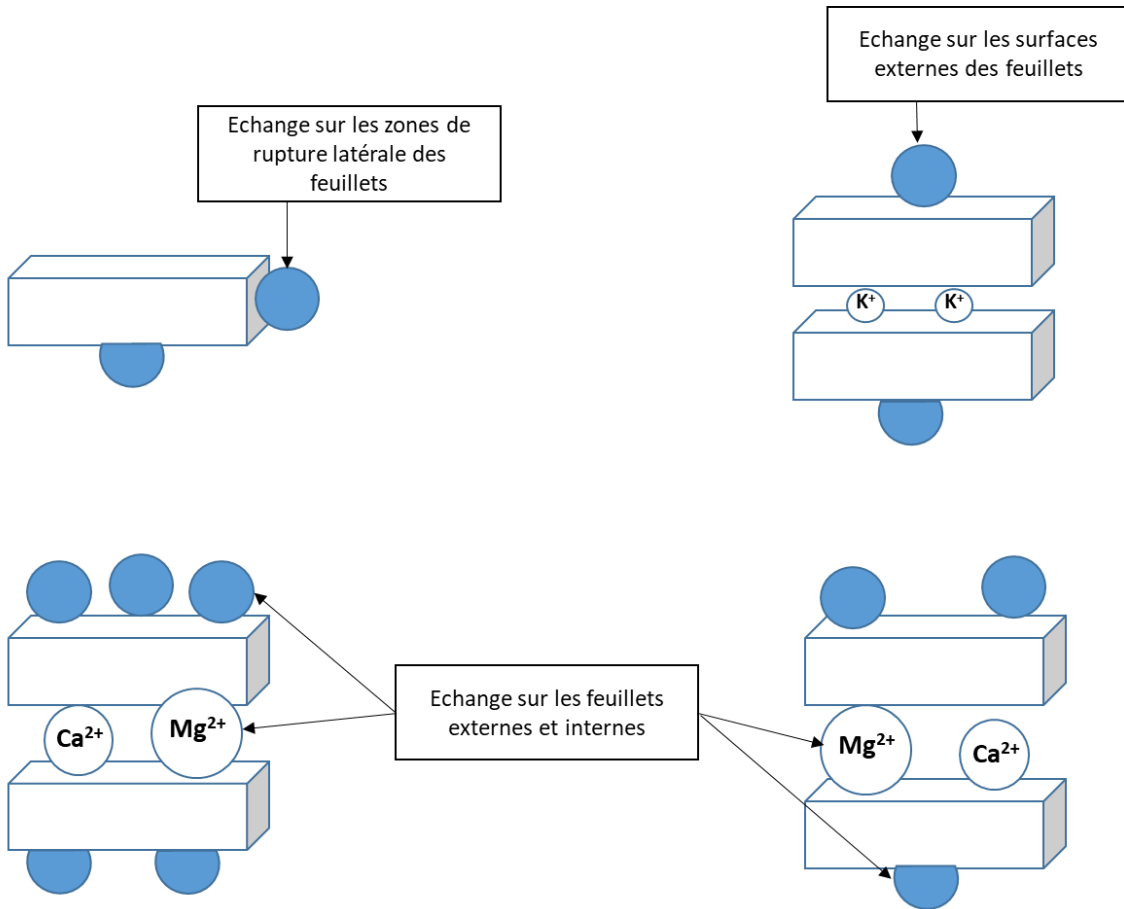 Echange sur les surfaces
externes des feuillets
Echange sur les zones de
rupture latérale des
feuillets
K⁺
K⁺
Echange sur les feuillets
externes et internes
Ca²⁺
Mg²⁺
Mg²⁺
Ca²⁺